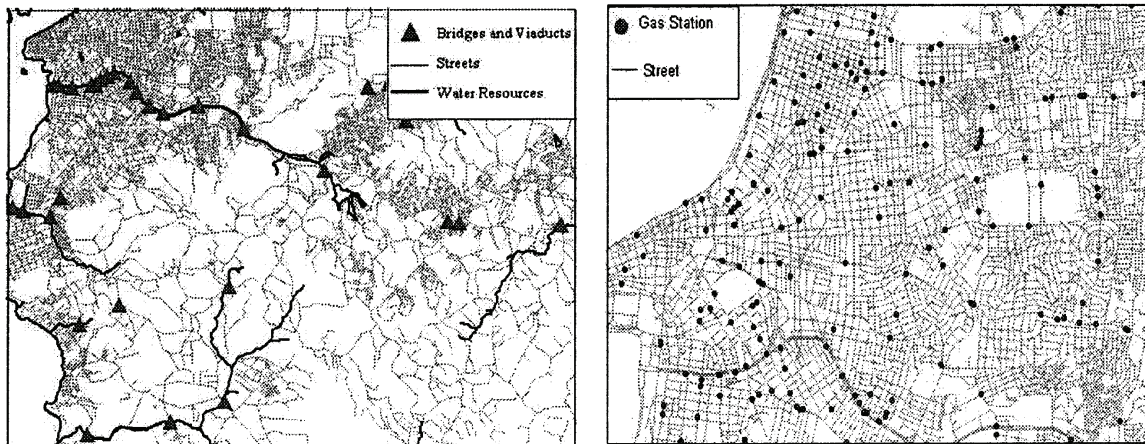 Bridges and Viaducts
Streets
Water Resources
Gas Station
Street